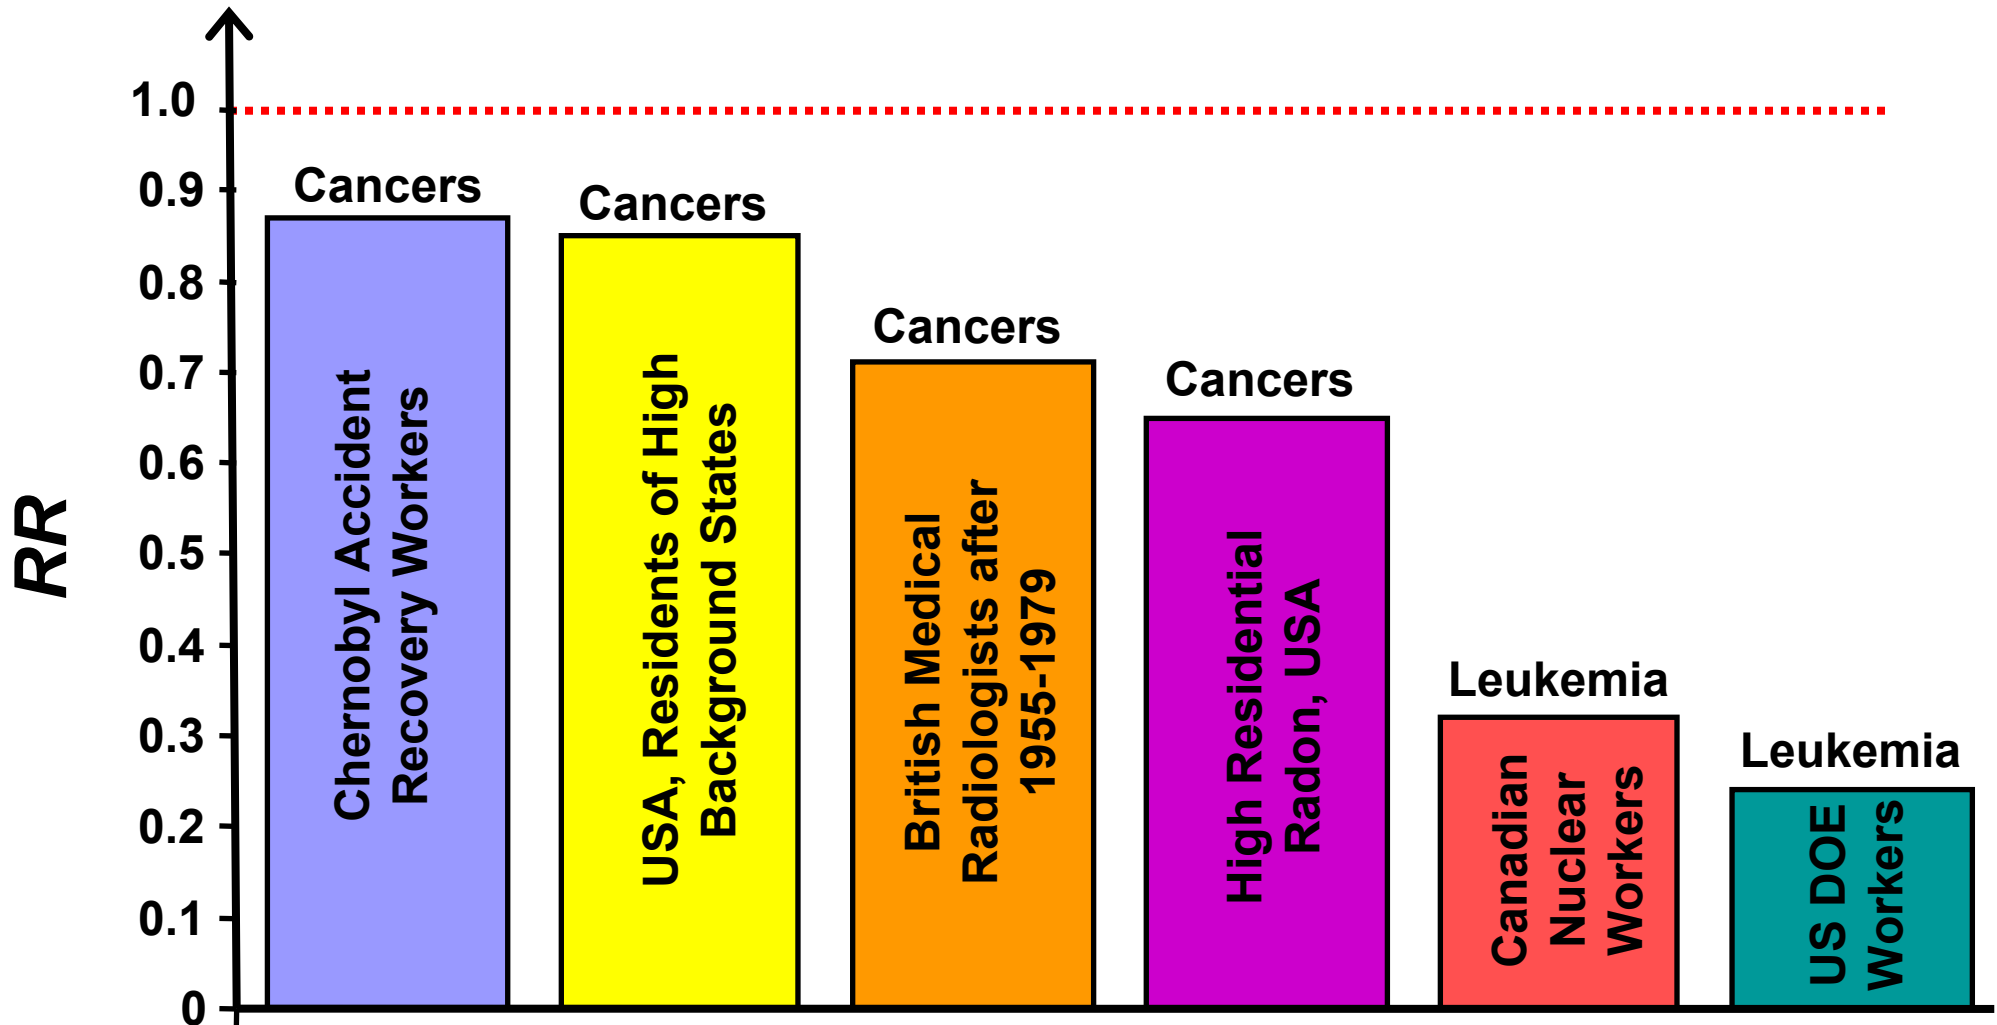 RR
1.0
0.9
0.8
0.7
0.6
0.5
0.4
0.3
0.2
0.1
0
Cancers
Chernobyl Accident
Recovery Workers
Cancers
USA, Residents of High
Background States
Cancers
British Medical
Radiologists after
1955-1979
Cancers
High Residential
Radon, USA
Leukemia
Canadian
Nuclear
Workers
Leukemia
US DOE
Workers